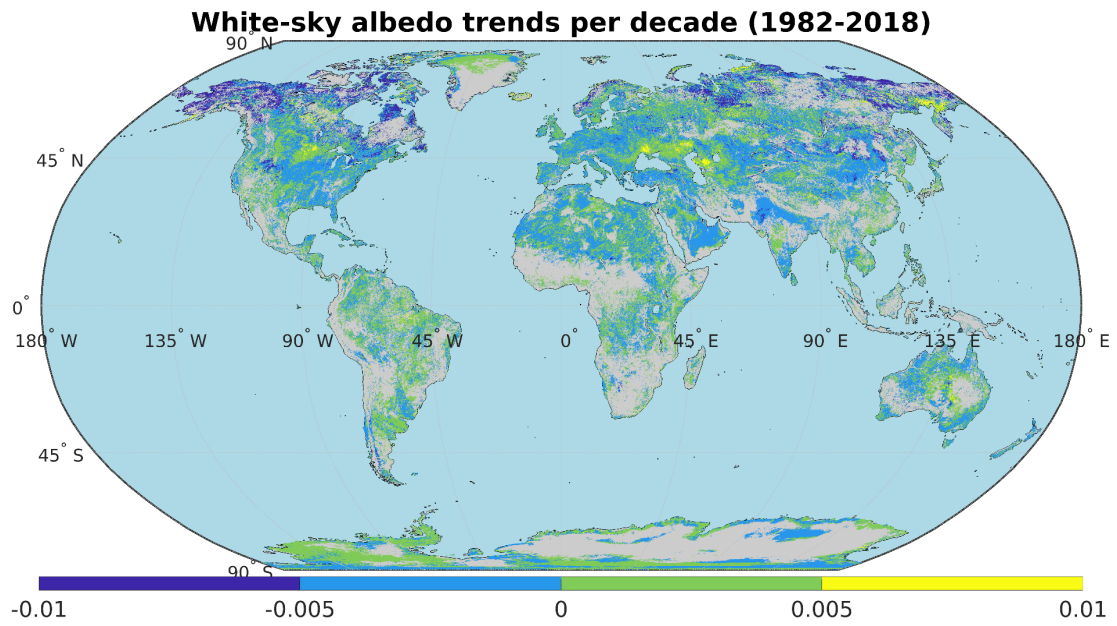 White-sky albedo trends per decade (1982-2018)
90° N
45° N
0°
180° W 135° W 90° W 45° W 0° 45° E 90° E 135° E 180° E
45° S
90° S
-0.01 -0.005 0 0.005 0.01